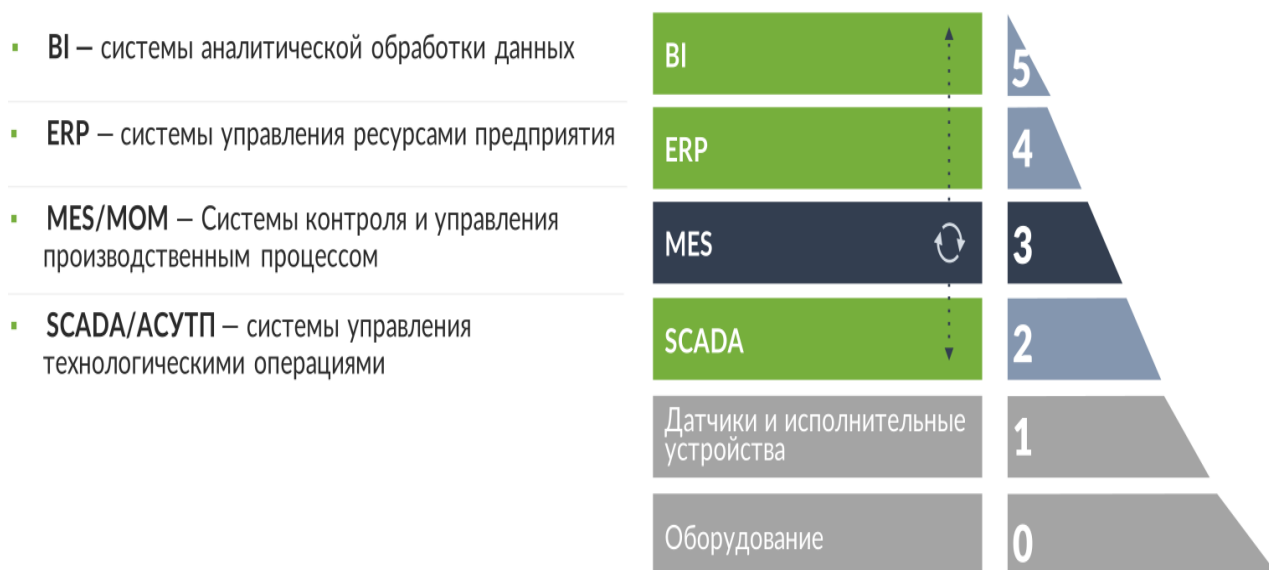 BI – системы аналитической обработки данных
ERP – системы управления ресурсами предприятия
MES/MOM – Системы контроля и управления
производственным процессом
SCADA/АСУТП – системы управления
технологическими операциями
BI
5
ERP
4
MES
3
SCADA
2
Датчики и исполнительные
устройства
1
Оборудование
0